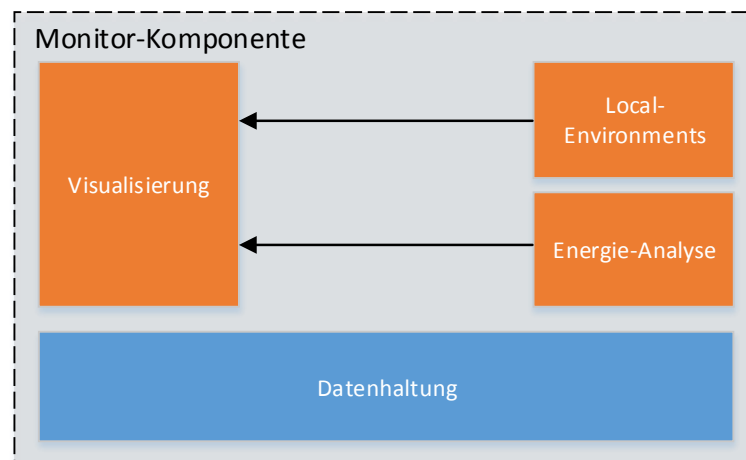 Monitor-Komponente
Local-
Environments
Visualisierung
Energie-Analyse
Datenhaltung